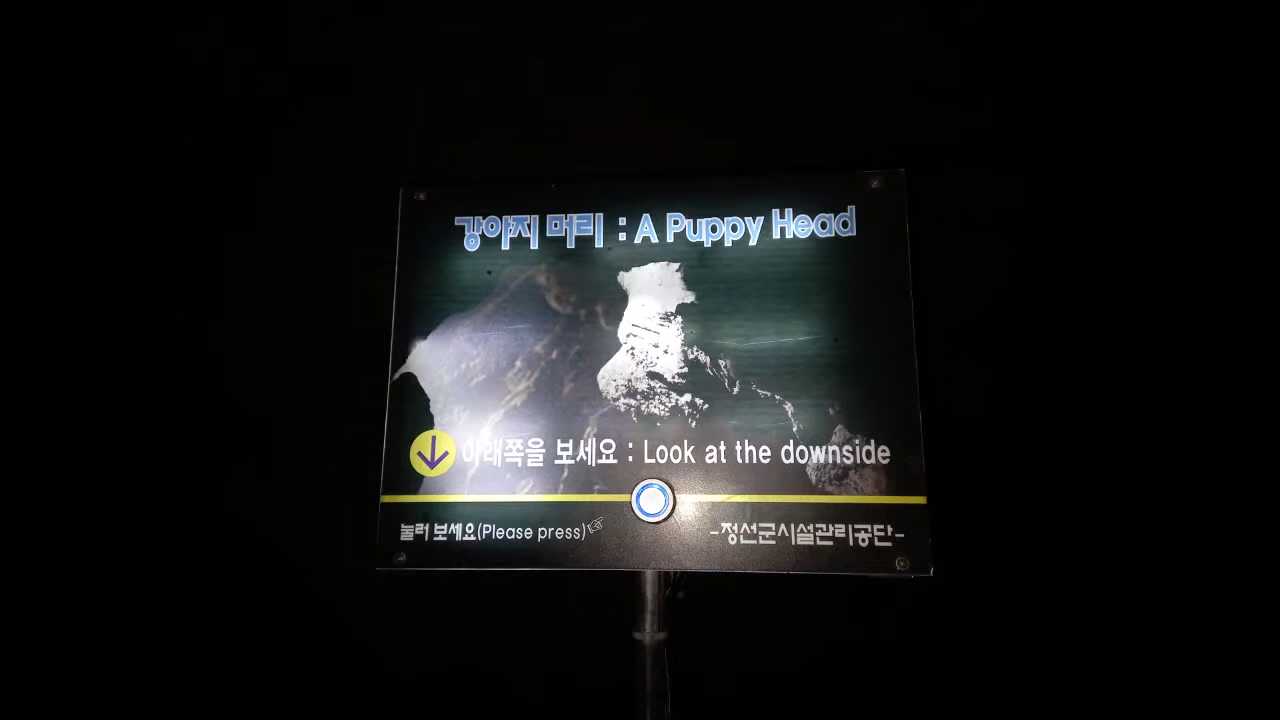 강아지 머리 : A Puppy Head
아래쪽을 보세요 : Look at the downside
눌러 보세요(Please press)
-정선군시설관리공단-